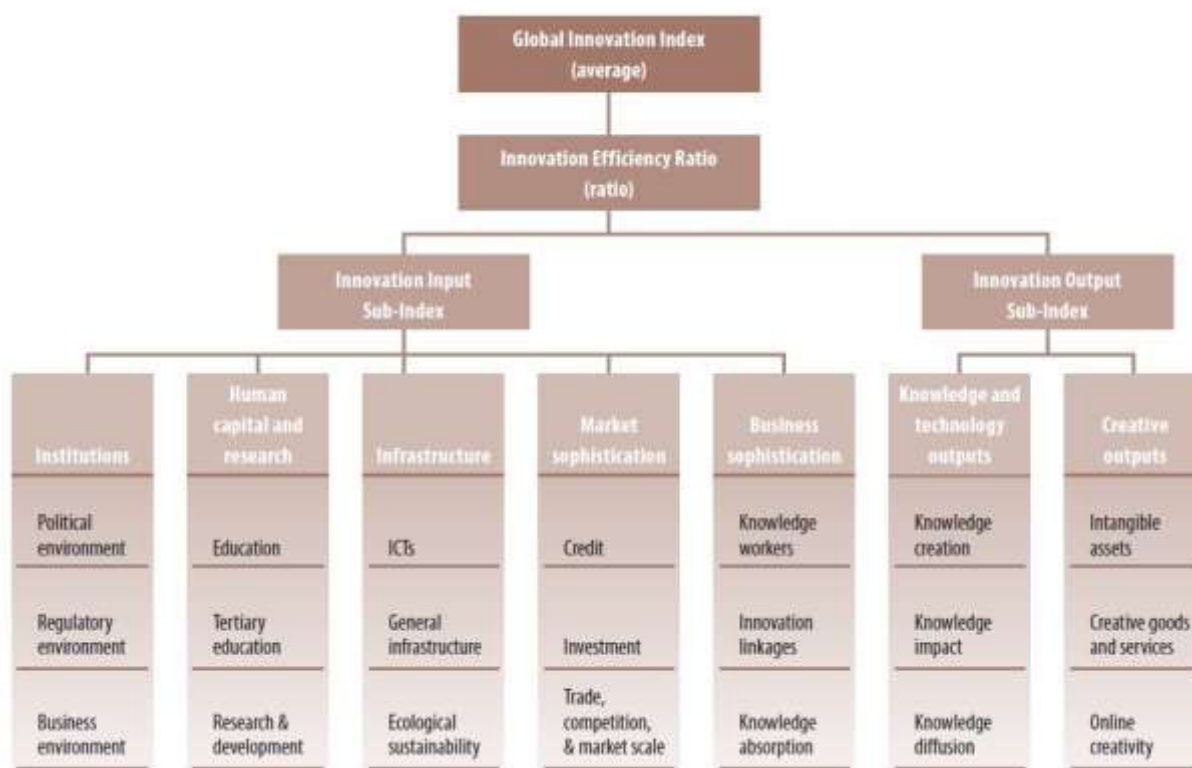 Global Innovation Index
(average)
Innovation Efficiency Ratio
(ratio)
Innovation Input
Sub-Index
Innovation Output
Sub-Index
Institutions
Human
capital and
research
Infrastructure
Market
sophistication
Business
sophistication
Knowledge and
technology
outputs
Creative
outputs
Political
environment
Education
ICTs
Credit
Knowledge
workers
Knowledge
creation
Intangible
assets
Regulatory
environment
Tertiary
education
General
infrastructure
Investment
Innovation
linkages
Knowledge
impact
Creative goods
and services
Business
environment
Research &
development
Ecological
sustainability
Trade,
competition,
& market scale
Knowledge
absorption
Knowledge
diffusion
Online
creativity